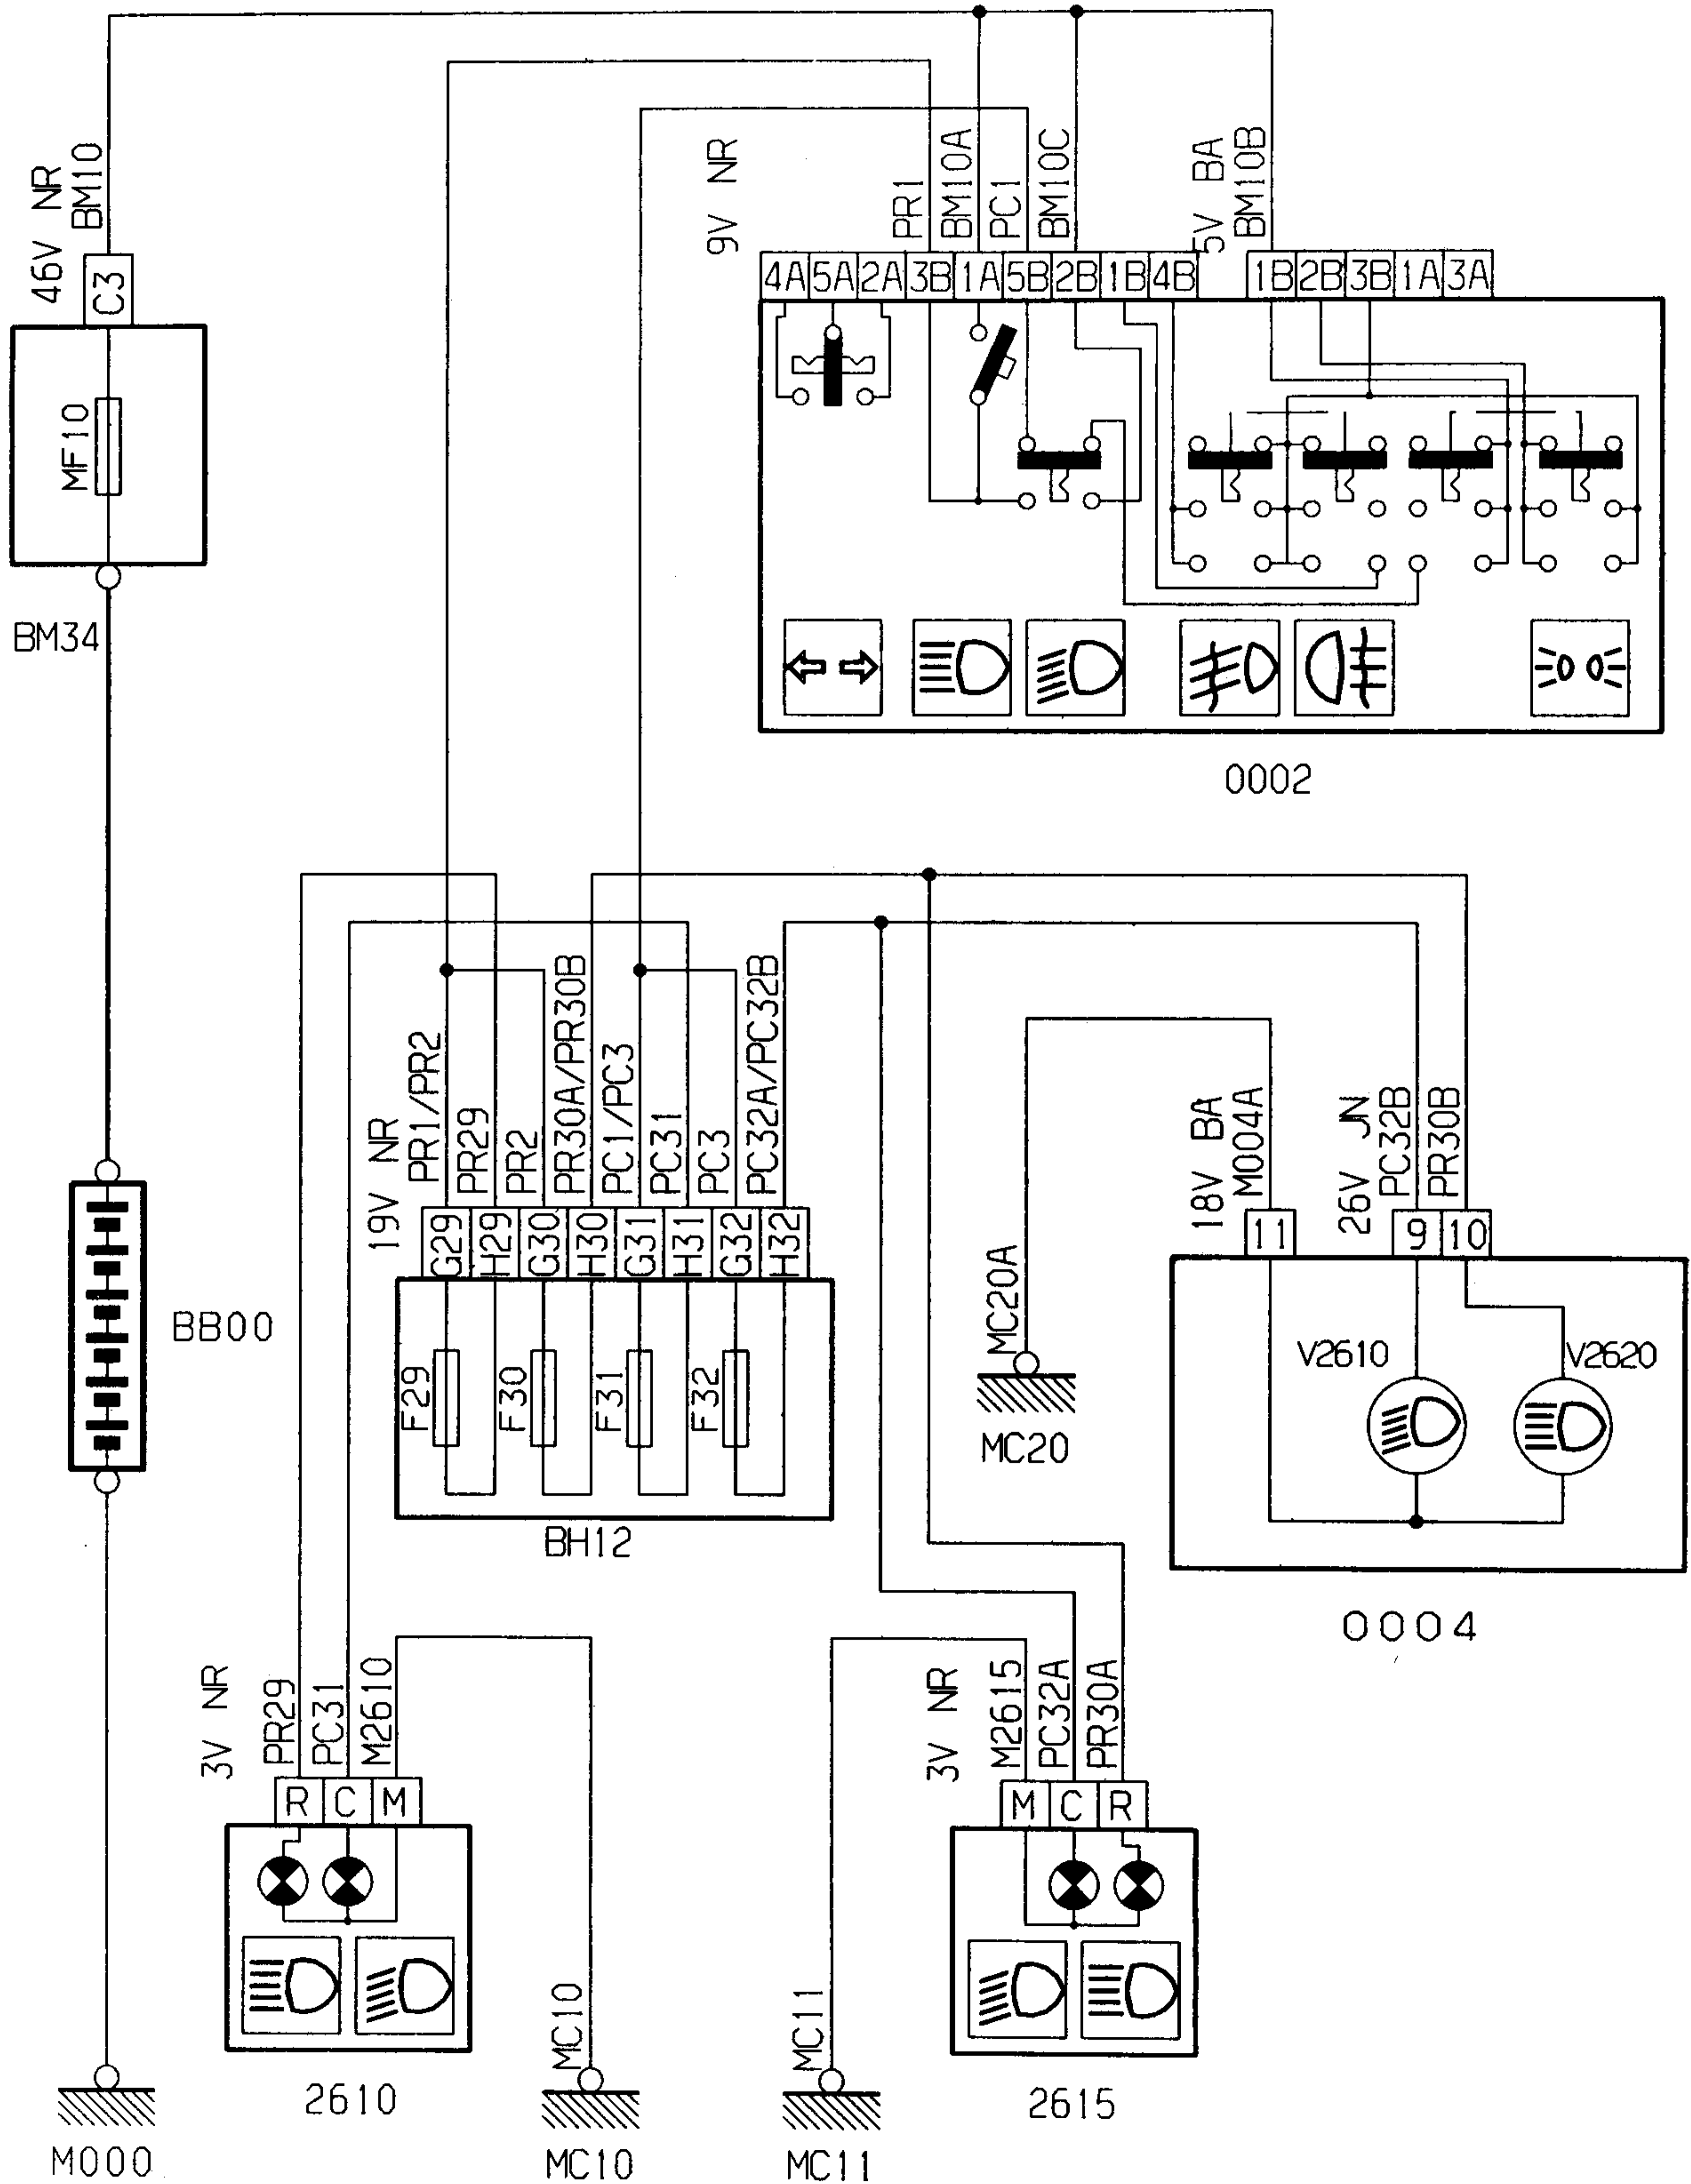 46V NR
BM10
C3
MF10
BM34
9V NR
PR1
BM10A
PC1
BM10C
5V BA
BM10B
4A 5A 2A 3B 1A 5B 2B 1B 4B
1B 2B 3B 1A 3A
0002
19V NR
PR1/PR2
PR29
PR2
PR30A/PR30B
PC1/PC3
PC31
PC3
PC32A/PC32B
G29 H29 G30 H30 G31 H31 G32 H32
F29 F30 F31 F32
BH12
BB00
MC20A
MC20
18V BA
M004A
26V JN
PC32B
PR30B
11
9 10
V2610
V2620
0004
3V NR
PR29
PC31
M2610
R C M
2610
MC10
MC10
3V NR
M2615
PC32A
PR30A
M C R
2615
MC11
MC11
M000